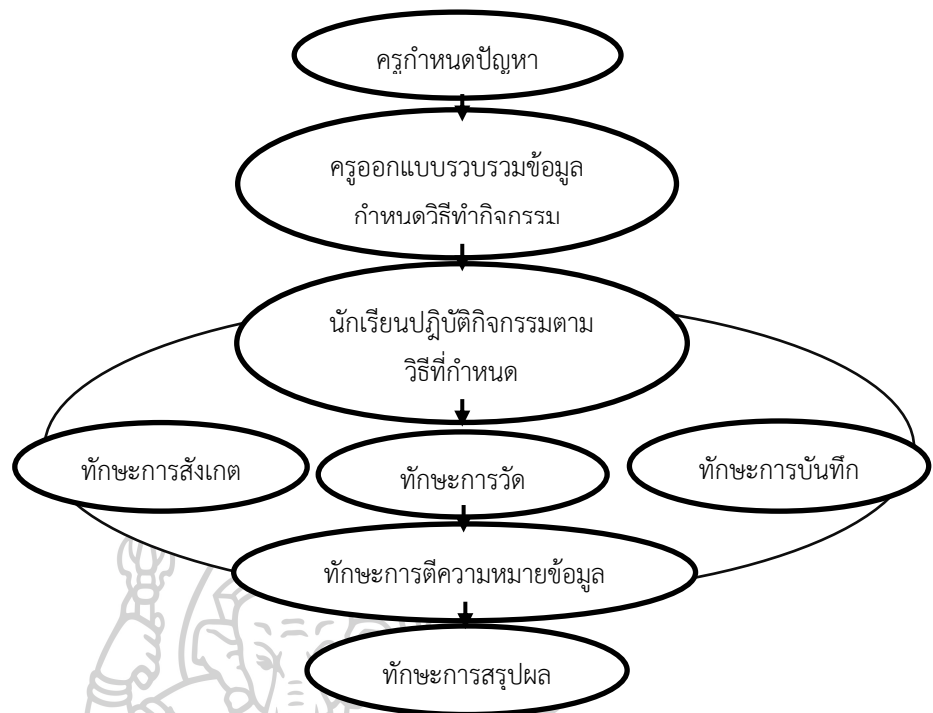 ครูกำหนดปัญหา
ครูออกแบบรวบรวมข้อมูล
กำหนดวิธีทำกิจกรรม
นักเรียนปฏิบัติกิจกรรมตาม
วิธีที่กำหนด
ทักษะการสังเกต
ทักษะการวัด
ทักษะการบันทึก
ทักษะการตีความหมายข้อมูล
ทักษะการสรุปผล